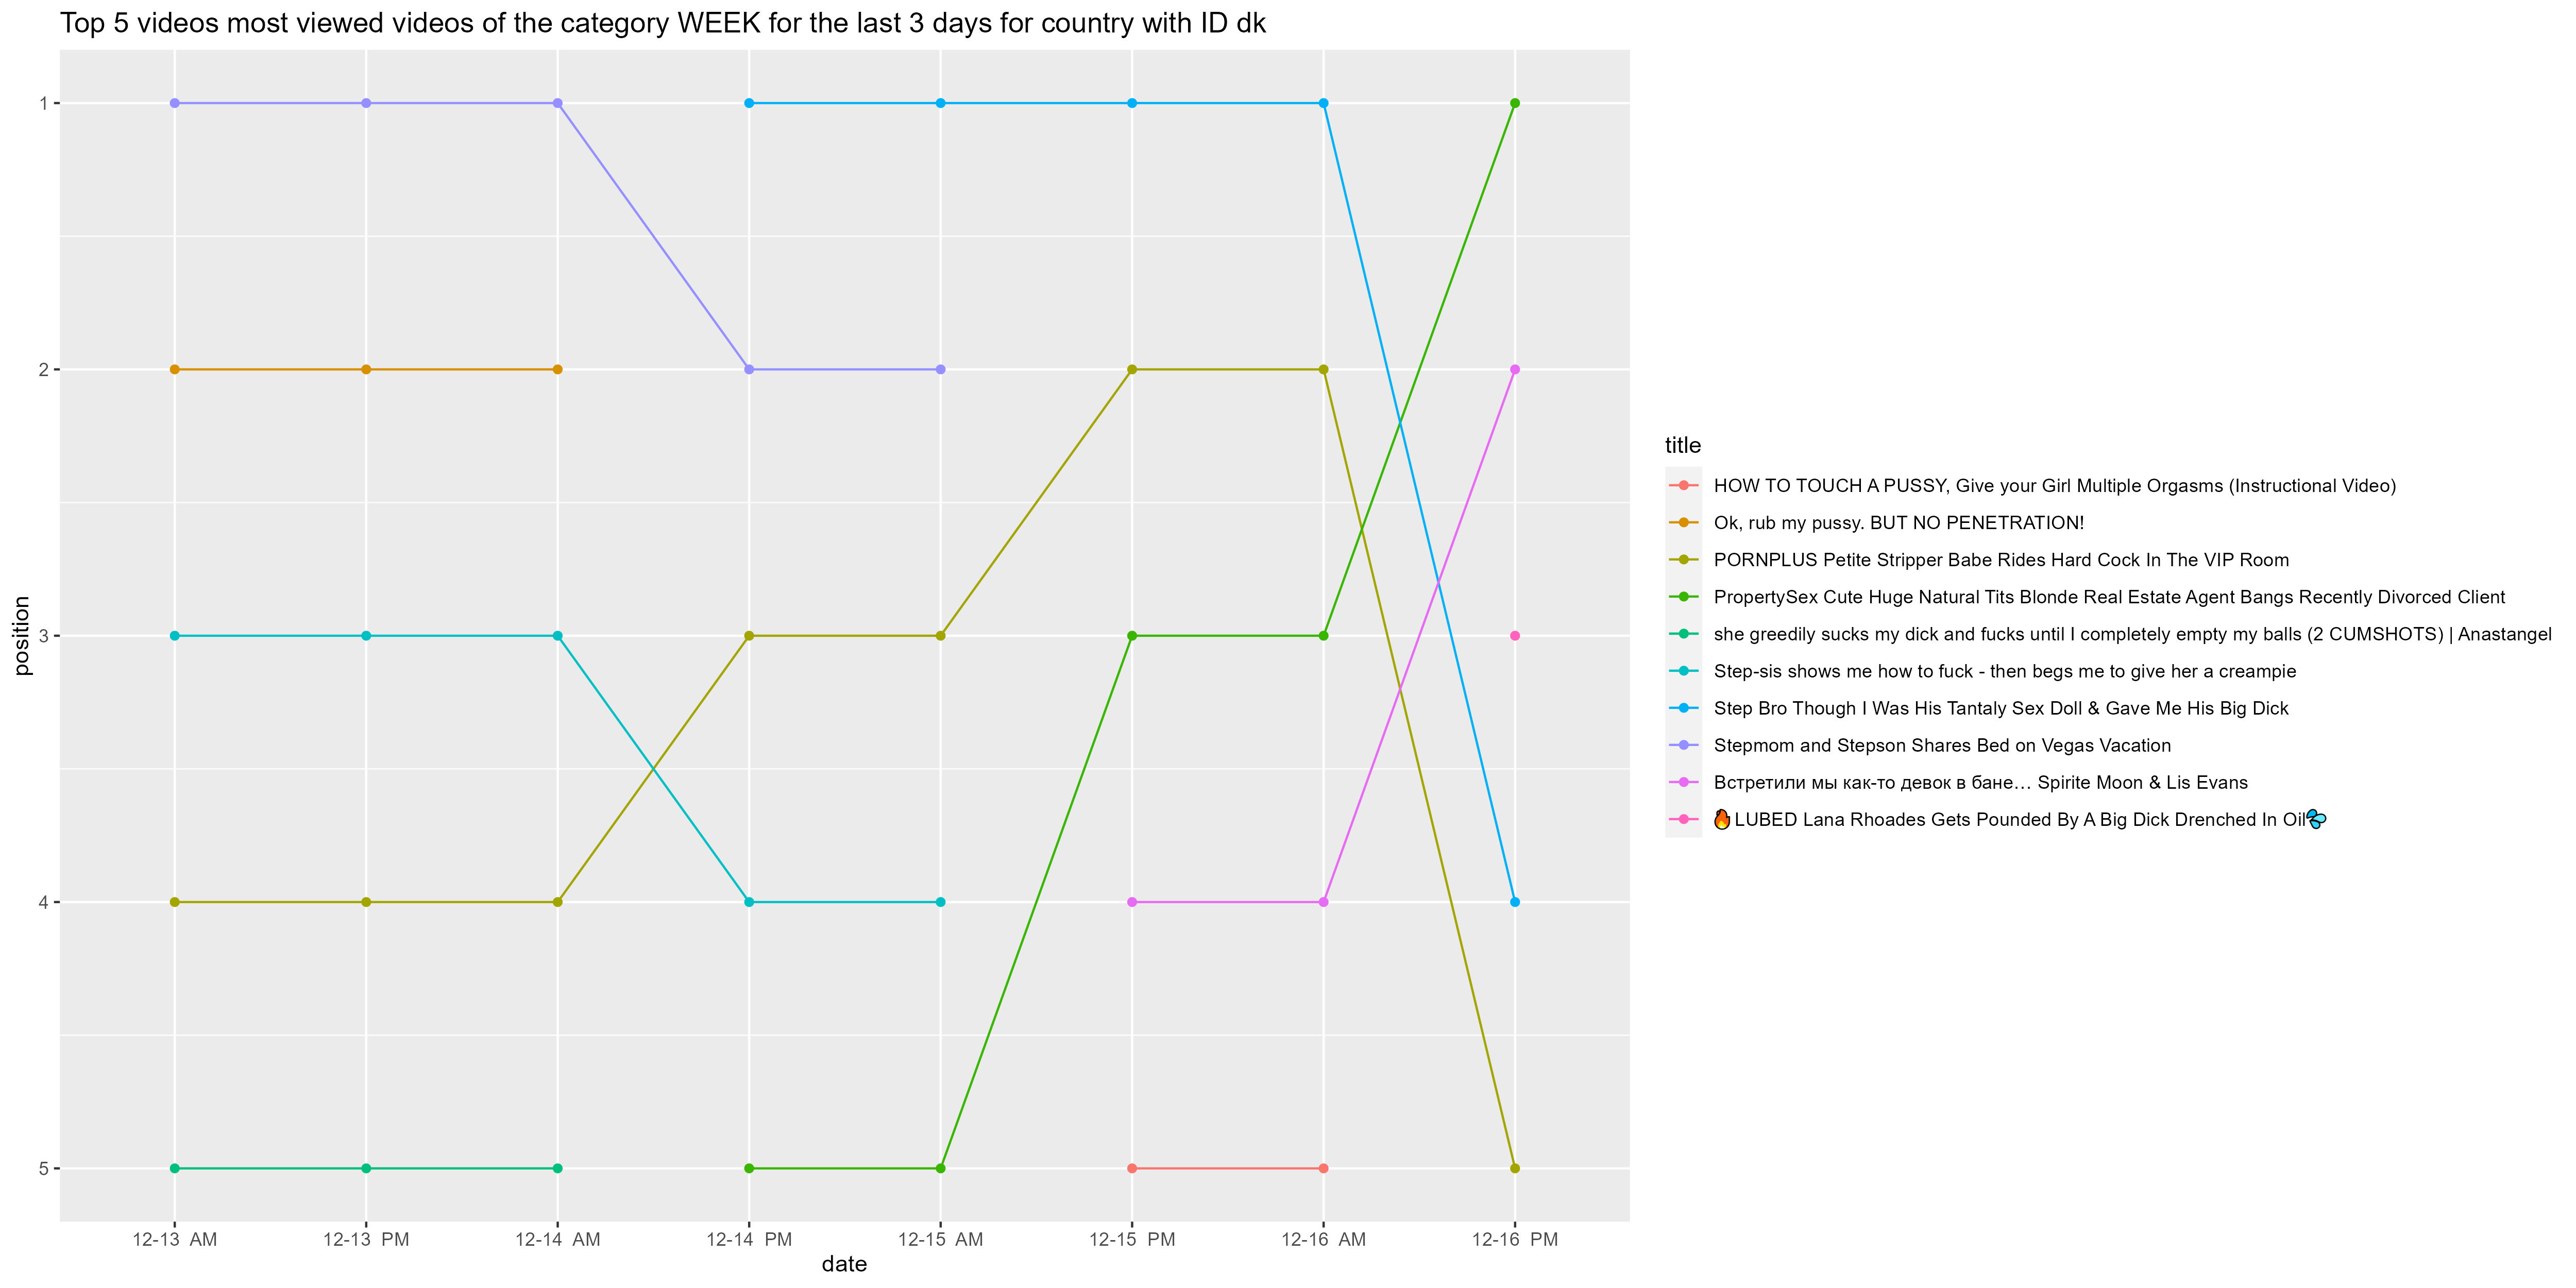 Top 5 videos most viewed videos of the category WEEK for the last 3 days for country with ID dk
position
1
2
3
4
5
12-13 AM
12-13 PM
12-14 AM
12-14 PM
12-15 AM
12-15 PM
12-16 AM
12-16 PM
date
title
HOW TO TOUCH A PUSSY, Give your Girl Multiple Orgasms (Instructional Video)
Ok, rub my pussy. BUT NO PENETRATION!
PORNPLUS Petite Stripper Babe Rides Hard Cock In The VIP Room
PropertySex Cute Huge Natural Tits Blonde Real Estate Agent Bangs Recently Divorced Client
she greedily sucks my dick and fucks until I completely empty my balls (2 CUMSHOTS) | Anastangel
Step-sis shows me how to fuck - then begs me to give her a creampie
Step Bro Though I Was His Tantaly Sex Doll & Gave Me His Big Dick
Stepmom and Stepson Shares Bed on Vegas Vacation
Встретили мы как-то девок в бане… Spirite Moon & Lis Evans
🔥LUBED Lana Rhoades Gets Pounded By A Big Dick Drenched In Oil💦